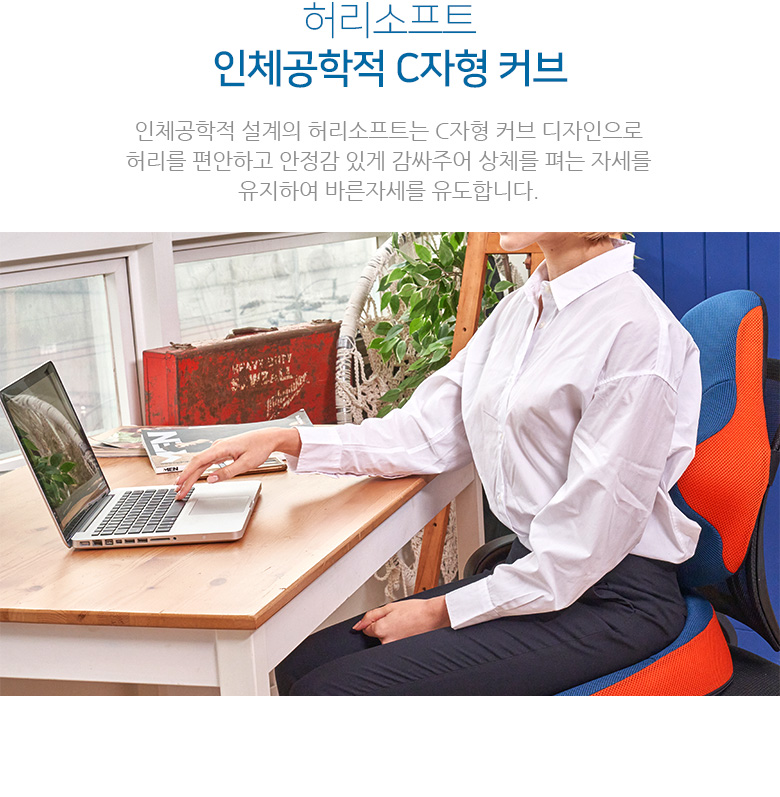 허리소프트
인체공학적 C자형 커브
인체공학적 설계의 허리소프트는 C자형 커브 디자인으로
허리를 편안하고 안정감 있게 감싸주어 상체를 펴는 자세를
유지하여 바른자세를 유도합니다.
HEAVY DUTY
SAWZALL